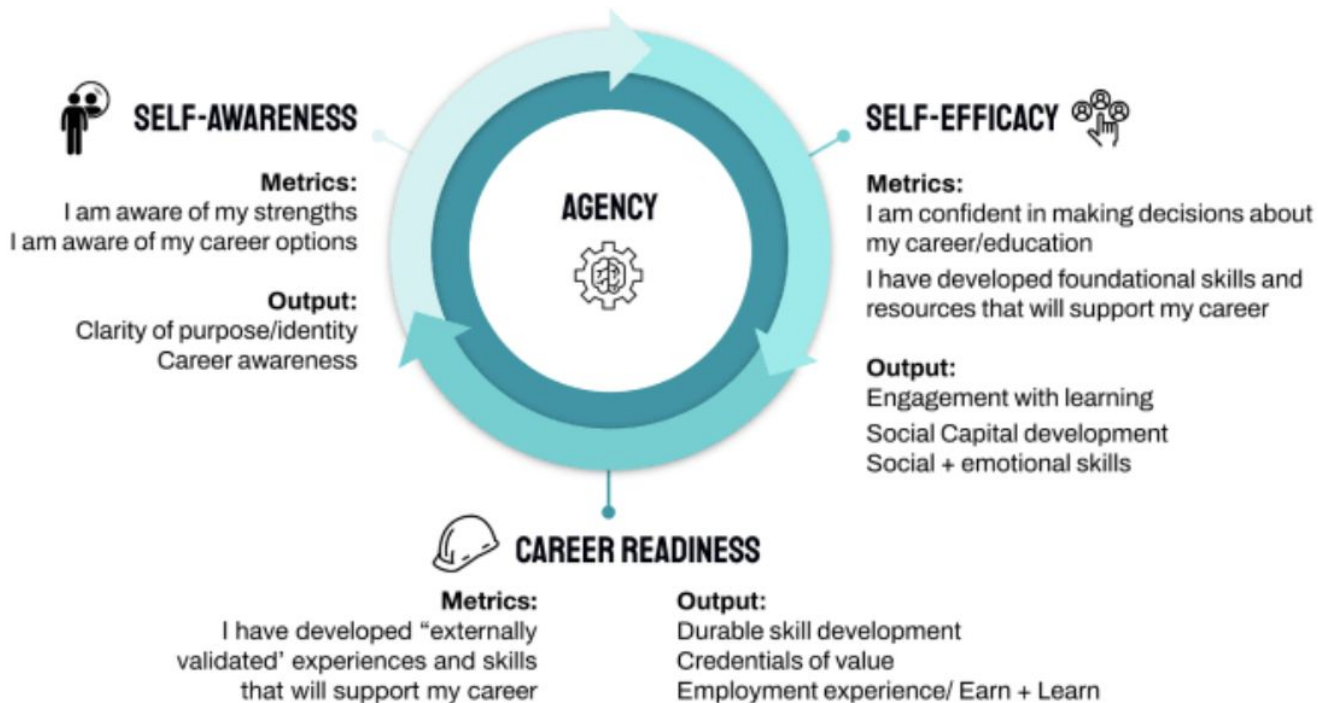 SELF-AWARENESS
Metrics:
I am aware of my strengths
I am aware of my career options
Output:
Clarity of purpose/identity
Career awareness
AGENCY
SELF-EFFICACY
Metrics:
I am confident in making decisions about
my career/education
I have developed foundational skills and
resources that will support my career
Output:
Engagement with learning
Social Capital development
Social + emotional skills
CAREER READINESS
Metrics:
I have developed “externally
validated’ experiences and skills
that will support my career
Output:
Durable skill development
Credentials of value
Employment experience/ Earn + Learn